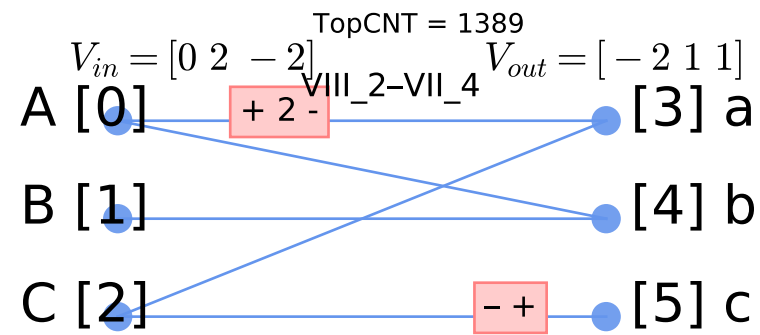 TopCNT = 1389
V_in = [0 2 −2] V_out = [−2 1 1]
VIII_2–VII_4
A [0] + 2 - [3] a
B [1] [4] b
C [2] – + [5] c